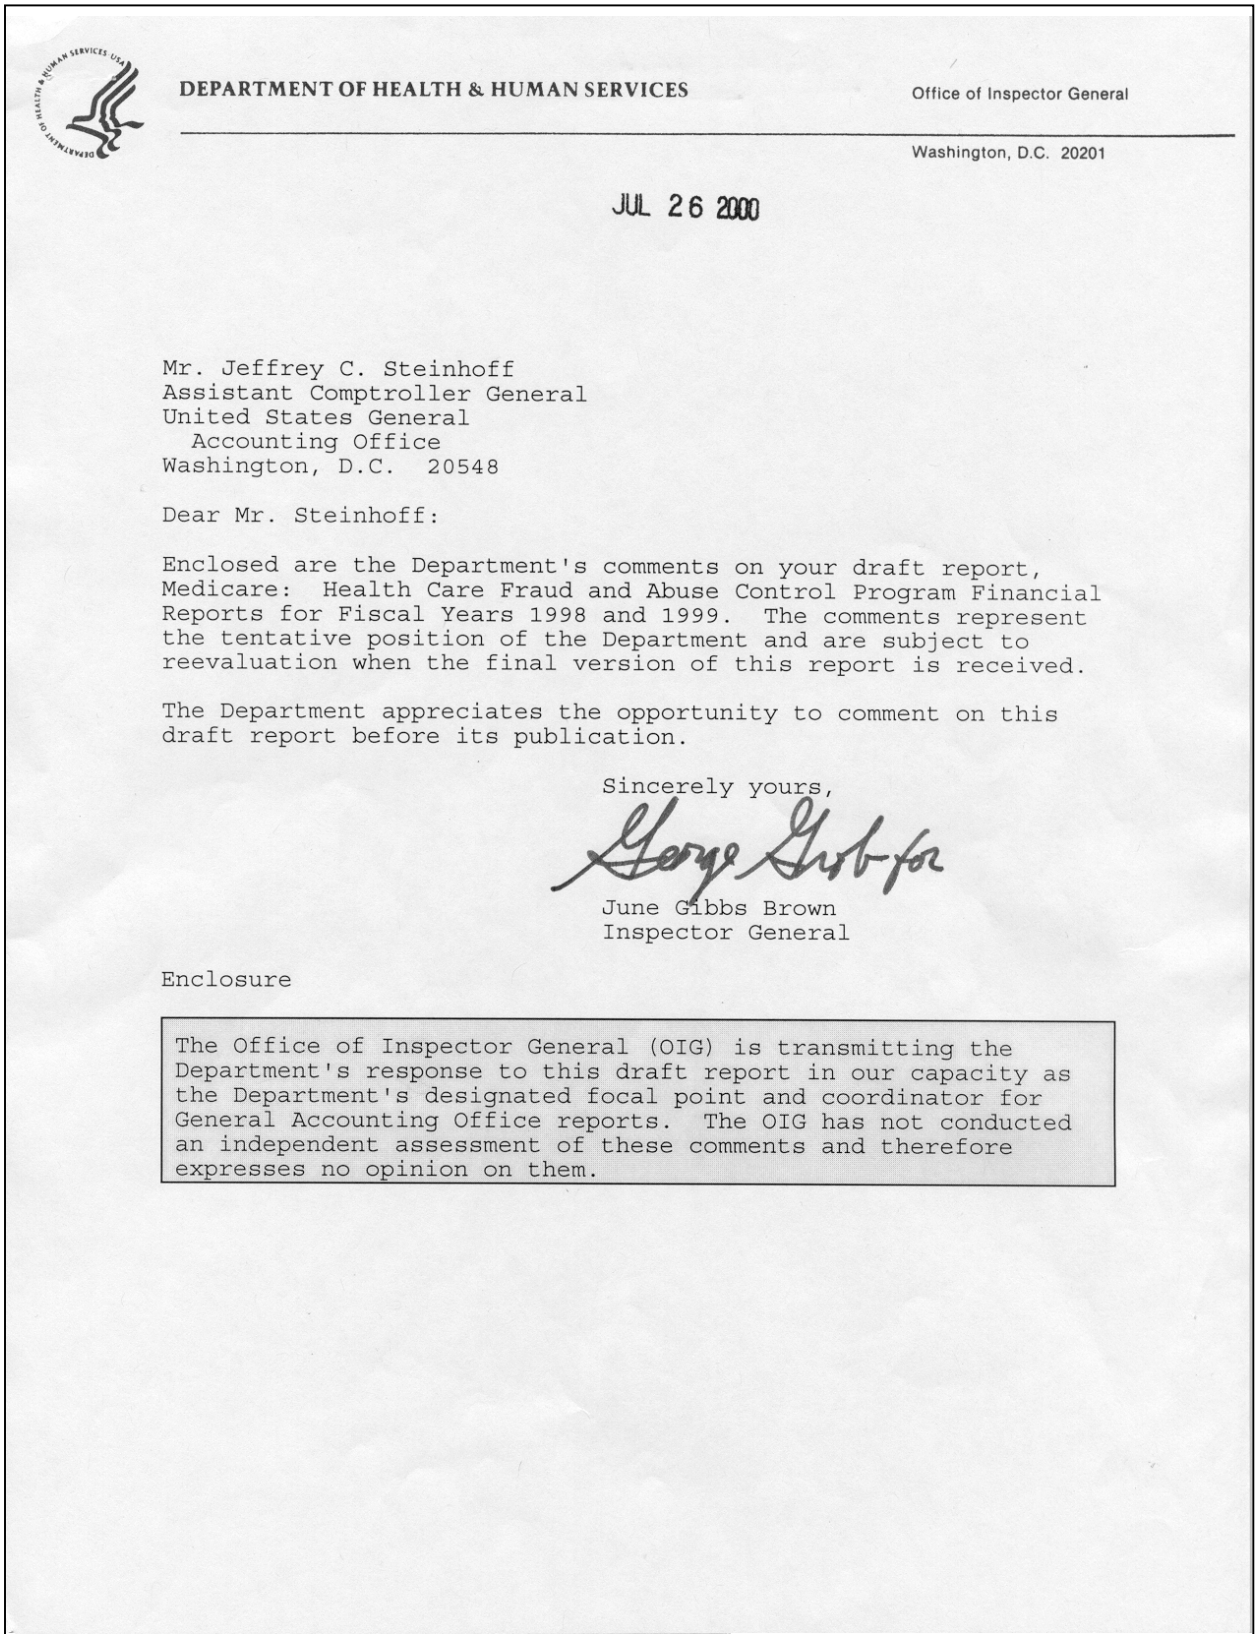 DEPARTMENT OF HEALTH & HUMAN SERVICES · USA
DEPARTMENT OF HEALTH & HUMAN SERVICES
Office of Inspector General
Washington, D.C. 20201
JUL 26 2000
Mr. Jeffrey C. Steinhoff
Assistant Comptroller General
United States General
Accounting Office
Washington, D.C. 20548
Dear Mr. Steinhoff:
Enclosed are the Department's comments on your draft report,
Medicare: Health Care Fraud and Abuse Control Program Financial
Reports for Fiscal Years 1998 and 1999. The comments represent
the tentative position of the Department and are subject to
reevaluation when the final version of this report is received.
The Department appreciates the opportunity to comment on this
draft report before its publication.
Sincerely yours,
George Grob for
June Gibbs Brown
Inspector General
Enclosure
The Office of Inspector General (OIG) is transmitting the
Department's response to this draft report in our capacity as
the Department's designated focal point and coordinator for
General Accounting Office reports. The OIG has not conducted
an independent assessment of these comments and therefore
expresses no opinion on them.